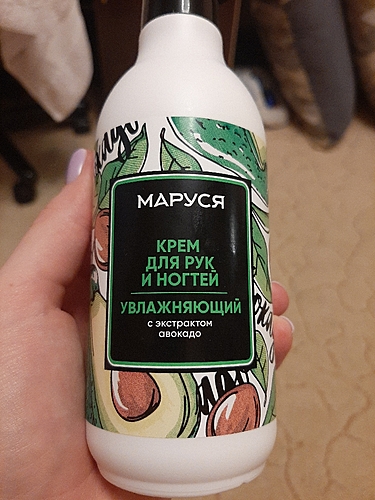 МАРУСЯ
КРЕМ
ДЛЯ РУК
И НОГТЕЙ
УВЛАЖНЯЮЩИЙ
с экстрактом
авокадо